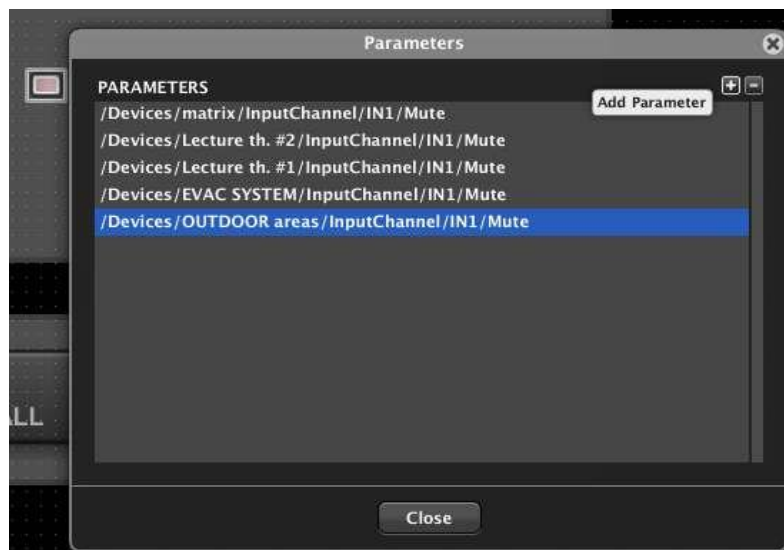 Parameters
PARAMETERS
Add Parameter
/Devices/matrix/InputChannel/IN1/Mute
/Devices/Lecture th. #2/InputChannel/IN1/Mute
/Devices/Lecture th. #1/InputChannel/IN1/Mute
/Devices/EVAC SYSTEM/InputChannel/IN1/Mute
/Devices/OUTDOOR areas/InputChannel/IN1/Mute
Close